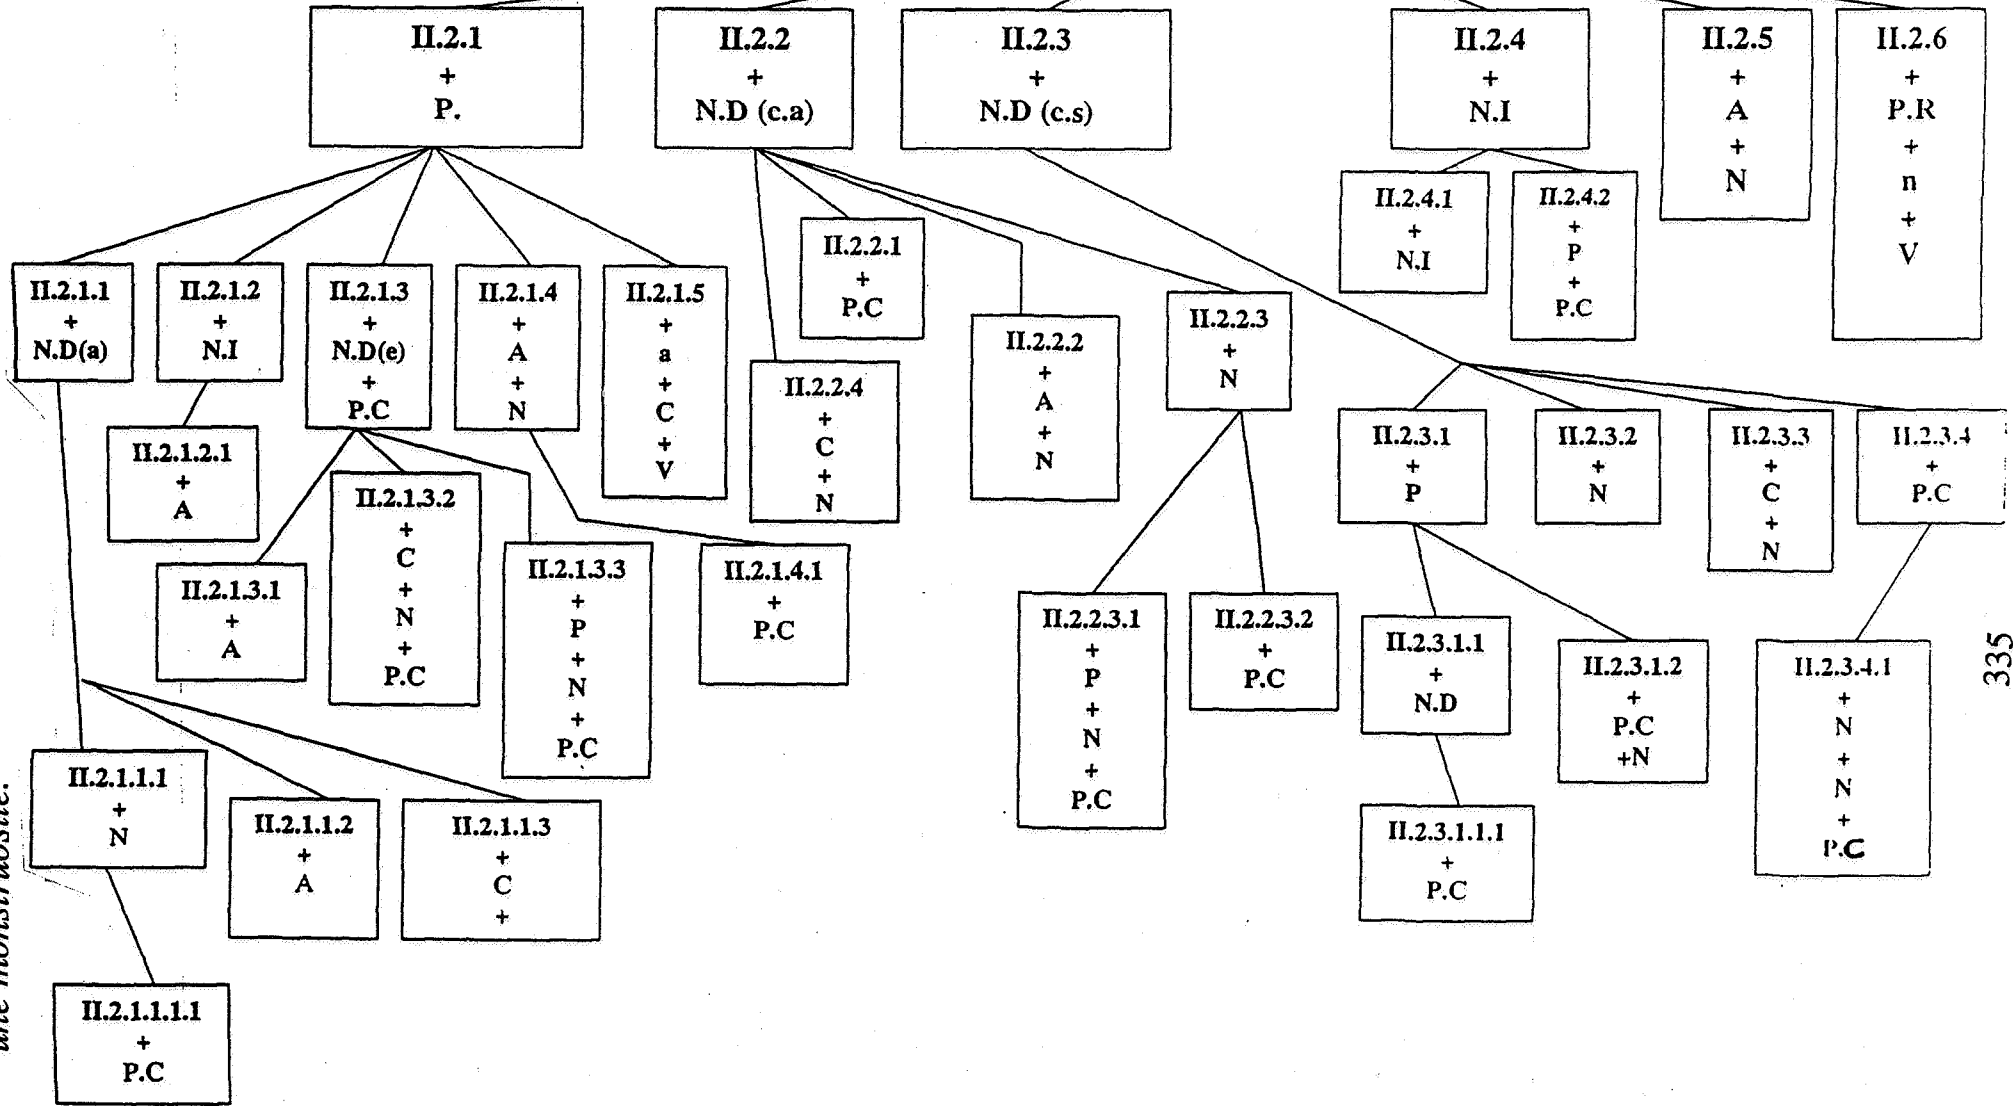 II.2.1
+
P.
II.2.2
+
N.D (c.a)
II.2.3
+
N.D (c.s)
II.2.4
+
N.I
II.2.5
+
A
+
N
II.2.6
+
P.R
+
n
+
V
II.2.4.1
+
N.I
II.2.4.2
+
P
+
P.C
II.2.1.1
+
N.D(a)
II.2.1.2
+
N.I
II.2.1.3
+
N.D(e)
+
P.C
II.2.1.4
+
A
+
N
II.2.1.5
+
a
+
C
+
V
II.2.2.1
+
P.C
II.2.2.4
+
C
+
N
II.2.2.2
+
A
+
N
II.2.2.3
+
N
II.2.3.1
+
P
II.2.3.2
+
N
II.2.3.3
+
C
+
N
II.2.3.4
+
P.C
II.2.1.2.1
+
A
II.2.1.3.1
+
A
II.2.1.3.2
+
C
+
N
+
P.C
II.2.1.3.3
+
P
+
N
+
P.C
II.2.1.4.1
+
P.C
II.2.2.3.1
+
P
+
N
+
P.C
II.2.2.3.2
+
P.C
II.2.3.1.1
+
N.D
II.2.3.1.2
+
P.C
+N
II.2.3.4.1
+
N
+
N
+
P.C
II.2.1.1.1
+
N
II.2.1.1.2
+
A
II.2.1.1.3
+
C
+
II.2.3.1.1.1
+
P.C
II.2.1.1.1.1
+
P.C
335
une monstruosité.